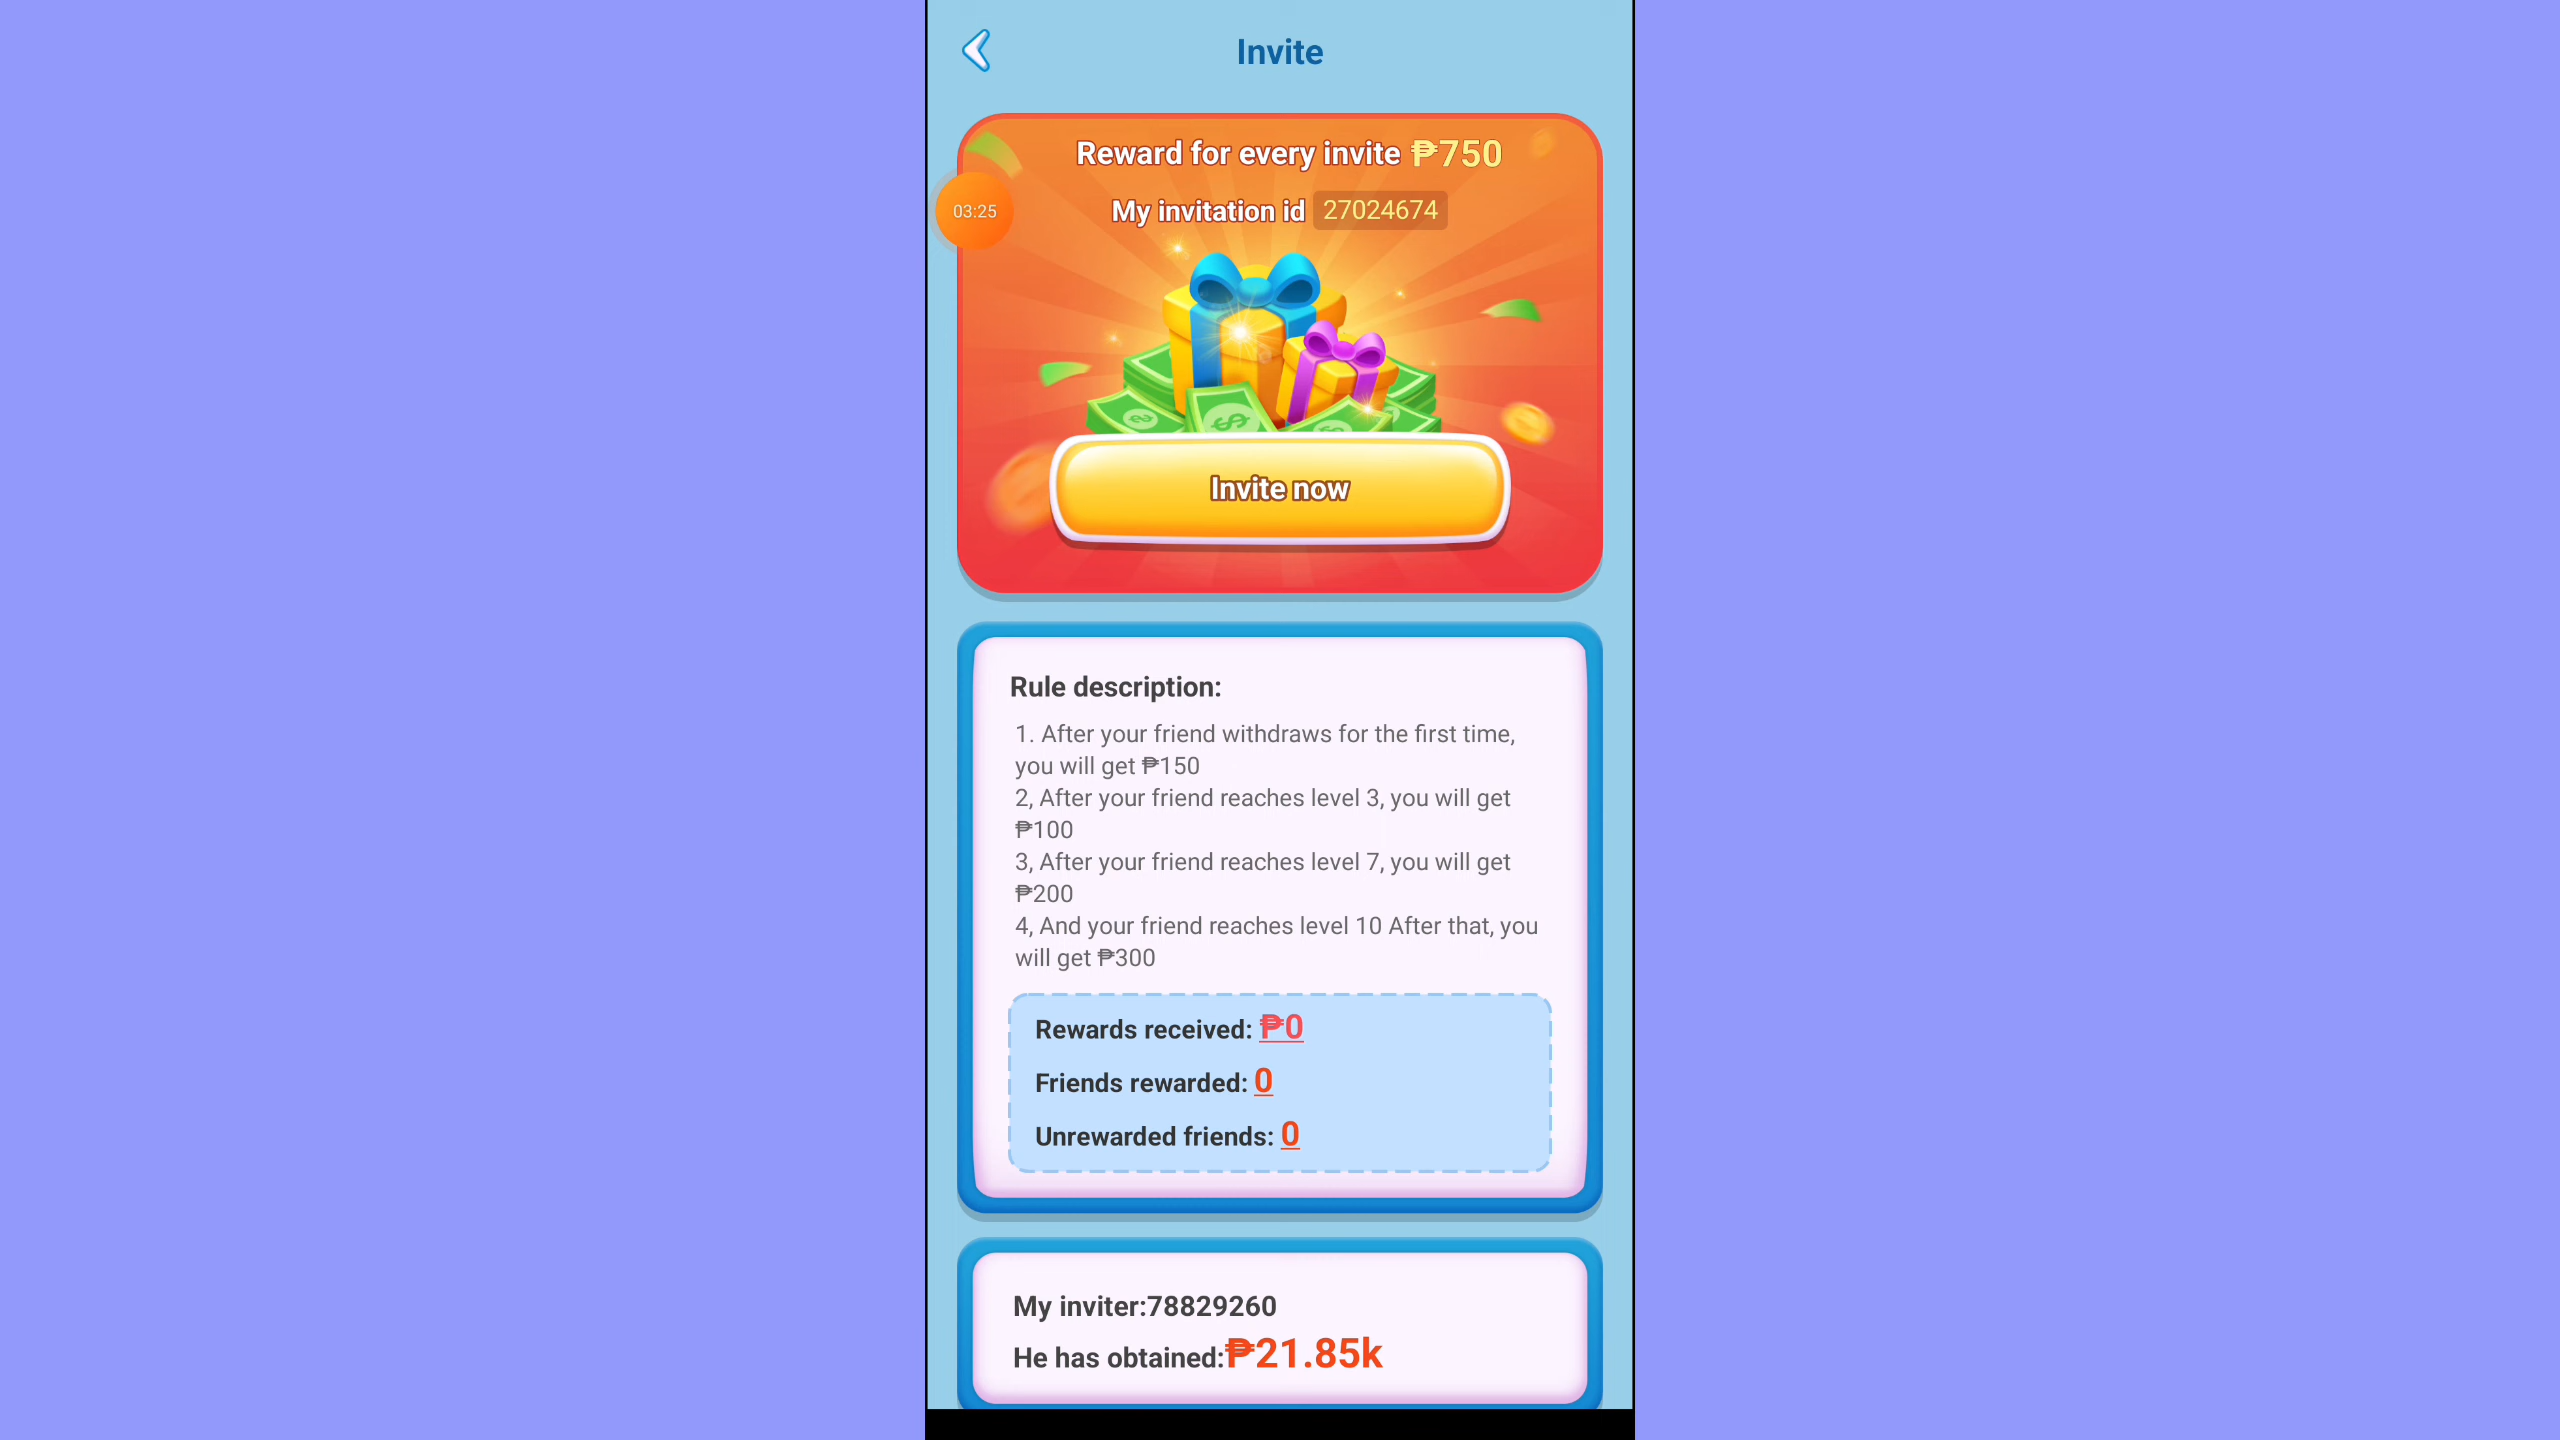 Invite
Reward for every invite ₱750
03:25
My invitation id 27024674
Invite now
Rule description:
1. After your friend withdraws for the first time,
you will get ₱150
2, After your friend reaches level 3, you will get
₱100
3, After your friend reaches level 7, you will get
₱200
4, And your friend reaches level 10 After that, you
will get ₱300
Rewards received: ₱0
Friends rewarded: 0
Unrewarded friends: 0
My inviter:78829260
He has obtained:₱21.85k